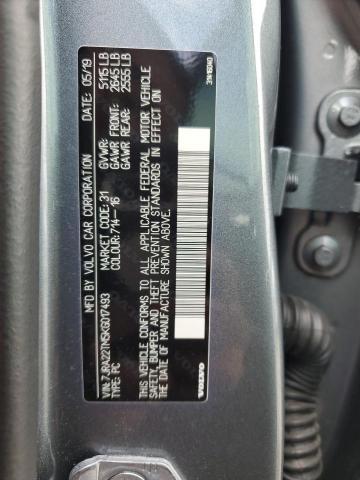 MFD BY VOLVO CAR CORPORATION DATE: 05/19
VIN: 7JRA22TM5KG017493 MARKET CODE: 31 GVWR: 5115 LB
TYPE: PC COLOUR: 714-16 GAWR FRONT: 2645 LB
GAWR REAR: 2555 LB
THIS VEHICLE CONFORMS TO ALL APPLICABLE FEDERAL MOTOR VEHICLE
SAFETY, BUMPER AND THEFT PREVENTION STANDARDS IN EFFECT ON
THE DATE OF MANUFACTURE SHOWN ABOVE.
VOLVO